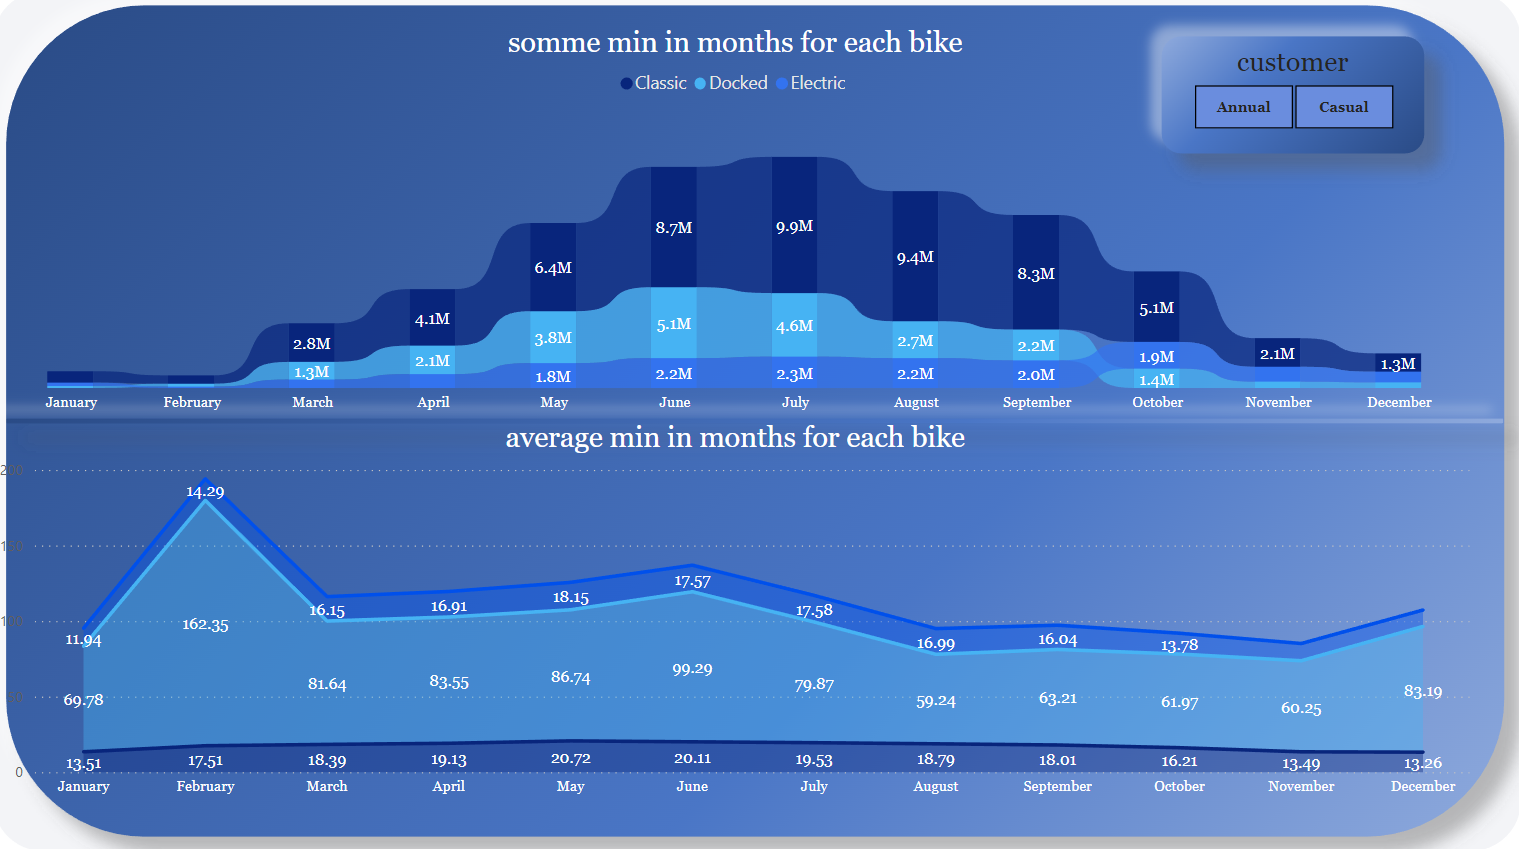 somme min in months for each bike
Classic Docked Electric
customer
Annual Casual
9.9M
8.7M
9.4M
6.4M
8.3M
5.1M
4.1M
5.1M 4.6M
3.8M
2.8M 2.7M 2.2M
1.9M 2.1M
2.1M 1.3M
1.3M 1.8M 2.2M 2.3M 2.2M 2.0M 1.4M
January February March April May June July August September October November December
average min in months for each bike
200
14.29
150
17.57
16.15 16.91 18.15 17.58
100
11.94 16.99 16.04 13.78
162.35
69.78 81.64 83.55 86.74 99.29 79.87 59.24 63.21 61.97 60.25 83.19
50
13.51 17.51 18.39 19.13 20.72 20.11 19.53 18.79 18.01 16.21 13.49 13.26
0
January February March April May June July August September October November December